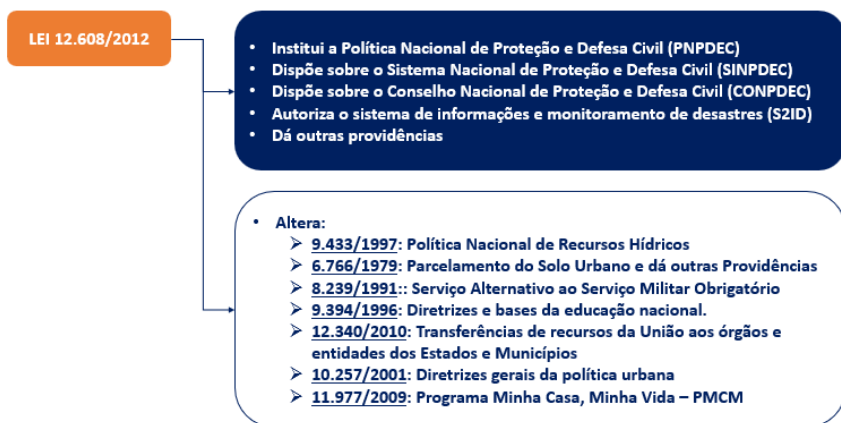 LEI 12.608/2012
• Institui a Política Nacional de Proteção e Defesa Civil (PNPDEC)
• Dispõe sobre o Sistema Nacional de Proteção e Defesa Civil (SINPDEC)
• Dispõe sobre o Conselho Nacional de Proteção e Defesa Civil (CONPDEC)
• Autoriza o sistema de informações e monitoramento de desastres (S2ID)
• Dá outras providências
• Altera:
➢ 9.433/1997: Política Nacional de Recursos Hídricos
➢ 6.766/1979: Parcelamento do Solo Urbano e dá outras Providências
➢ 8.239/1991:: Serviço Alternativo ao Serviço Militar Obrigatório
➢ 9.394/1996: Diretrizes e bases da educação nacional.
➢ 12.340/2010: Transferências de recursos da União aos órgãos e
entidades dos Estados e Municípios
➢ 10.257/2001: Diretrizes gerais da política urbana
➢ 11.977/2009: Programa Minha Casa, Minha Vida – PMCM